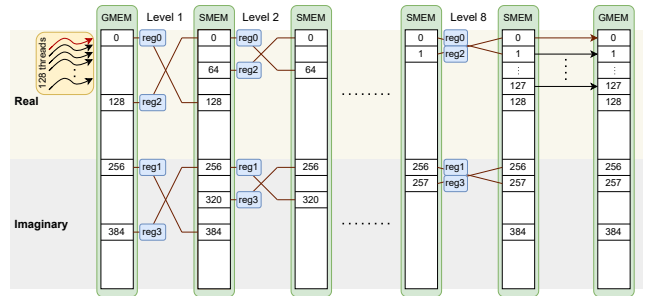 GMEM Level 1 SMEM Level 2 SMEM SMEM Level 8 SMEM GMEM
128 threads
0 reg0 0 reg0 0 0 reg0 0 0
1 reg2 1 1
64 reg2 64
127 127
Real
128 reg2 128 128 128
256 reg1 256 reg1 256 256 reg1 256 256
257 reg3 257 257
320 reg3 320
Imaginary
384 reg3 384 384 384